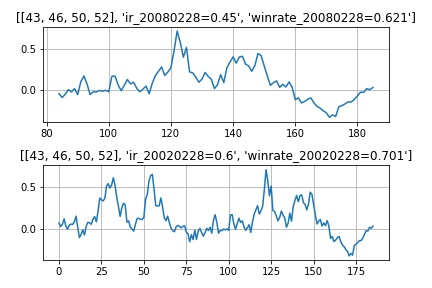 [[43, 46, 50, 52], 'ir_20080228=0.45', 'winrate_20080228=0.621']
0.5
0.0
80 100 120 140 160 180
[[43, 46, 50, 52], 'ir_20020228=0.6', 'winrate_20020228=0.701']
0.5
0.0
0 25 50 75 100 125 150 175